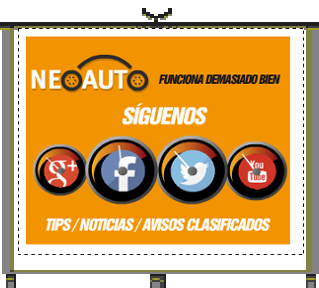 NEOAUTO
FUNCIONA DEMASIADO BIEN
SÍGUENOS
g+
f
You
Tube
TIPS / NOTICIAS / AVISOS CLASIFICADOS